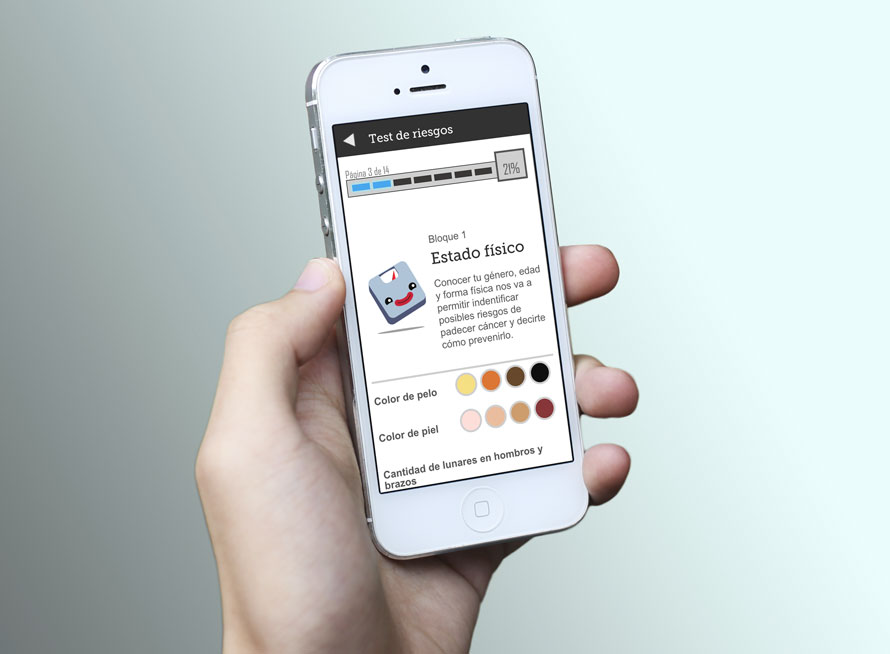 Test de riesgos
Página 3 de 14
21%
Bloque 1
Estado físico
Conocer tu género, edad
y forma física nos va a
permitir indentificar
posibles riesgos de
padecer cáncer y decirte
cómo prevenirlo.
Color de pelo
Color de piel
Cantidad de lunares en hombros y
brazos